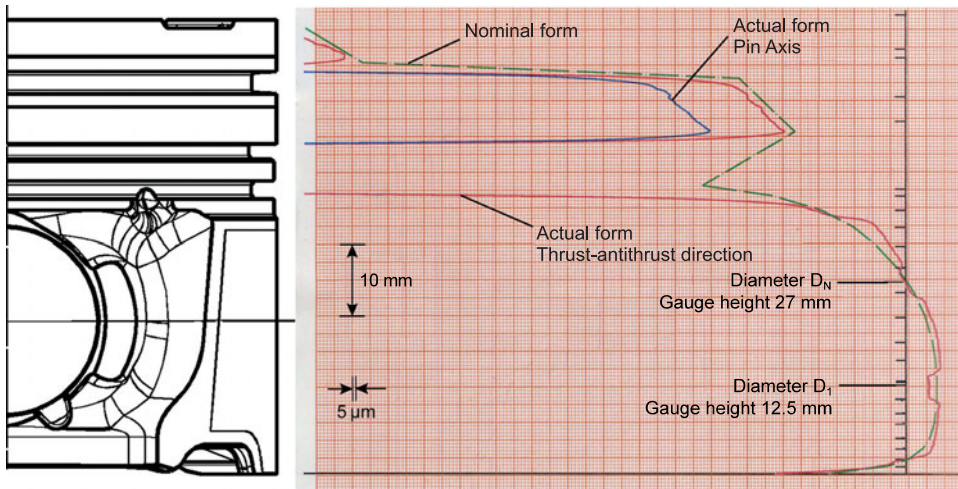 Nominal form
Actual form
Pin Axis
Actual form
Thrust-antithrust direction
10 mm
Diameter D_N
Gauge height 27 mm
5 µm
Diameter D₁
Gauge height 12.5 mm